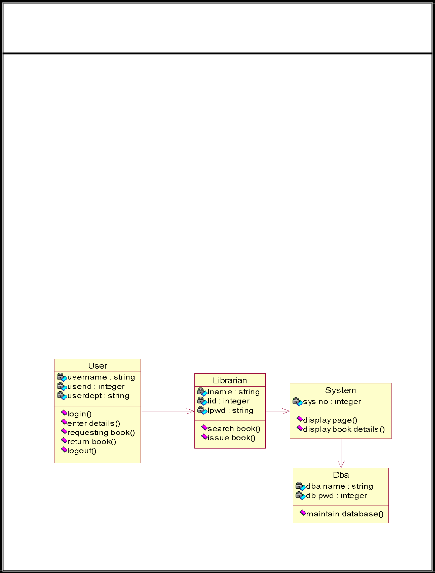 User
username : string
userid : integer
userdept : string
login()
enter details()
requesting book()
return book()
logout()
Librarian
lname : string
lid : integer
lpwd : string
search book()
issue book()
System
sys no : integer
display page()
display book details()
Dba
dba name : string
db pwd : integer
maintain database()